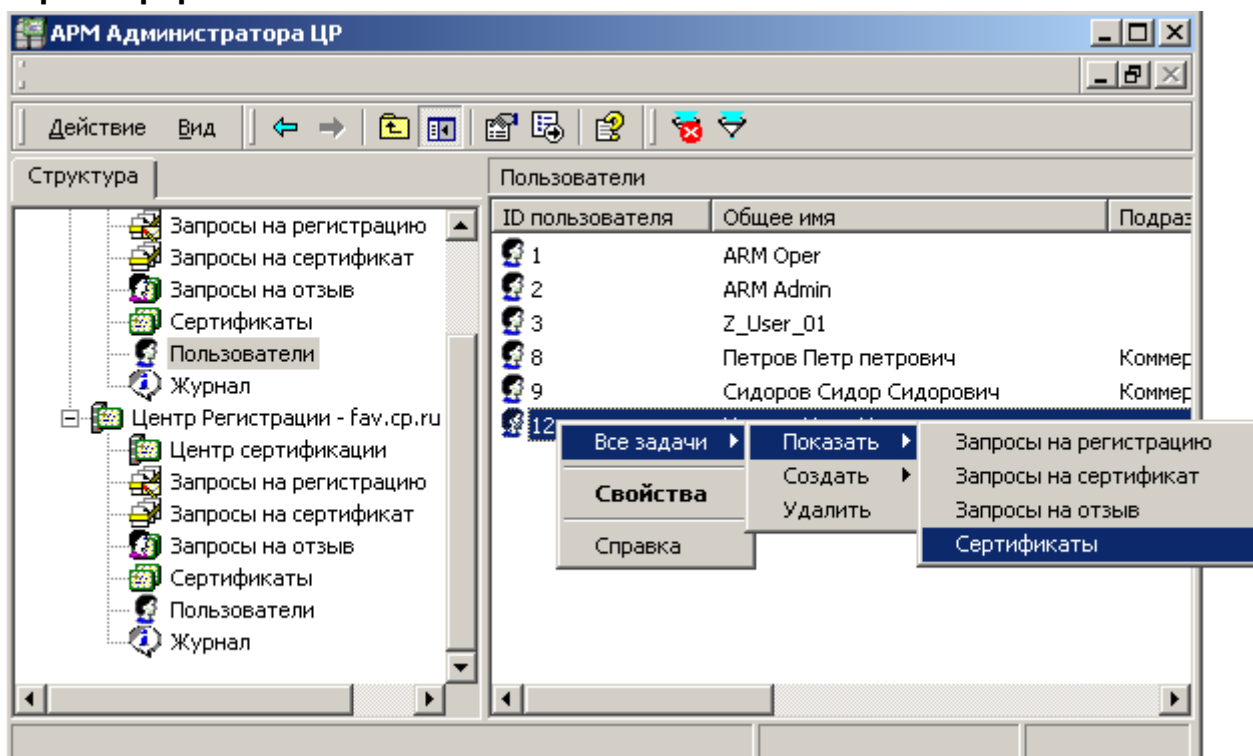 АРМ Администратора ЦР
Действие Вид
Структура
Пользователи
Запросы на регистрацию
Запросы на сертификат
Запросы на отзыв
Сертификаты
Пользователи
Журнал
Центр Регистрации - fav.cp.ru
Центр сертификации
Запросы на регистрацию
Запросы на сертификат
Запросы на отзыв
Сертификаты
Пользователи
Журнал
ID пользователя Общее имя Подраз
1 ARM Oper
2 ARM Admin
3 Z_User_01
8 Петров Петр петрович Коммер
9 Сидоров Сидор Сидорович Коммер
12
Все задачи
Свойства
Справка
Показать
Создать
Удалить
Запросы на регистрацию
Запросы на сертификат
Запросы на отзыв
Сертификаты